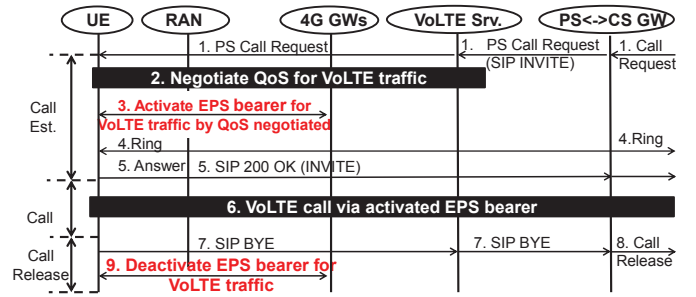 UE RAN 4G GWs VoLTE Srv. PS<->CS GW
1. PS Call Request 1. PS Call Request 1. Call
(SIP INVITE) Request
2. Negotiate QoS for VoLTE traffic
3. Activate EPS bearer for
VoLTE traffic by QoS negotiated
Call
Est.
4.Ring 4.Ring
5. Answer 5. SIP 200 OK (INVITE)
Call 6. VoLTE call via activated EPS bearer
7. SIP BYE 7. SIP BYE 8. Call
Release
Call
Release
9. Deactivate EPS bearer for
VoLTE traffic